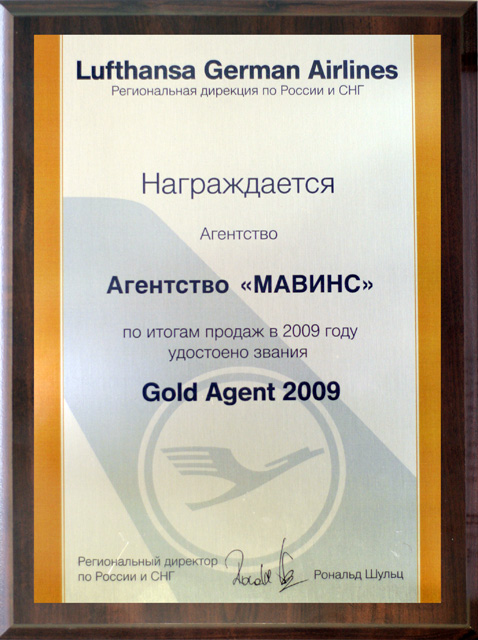 Lufthansa German Airlines
Региональная дирекция по России и СНГ
Награждается
Агентство
Агентство «МАВИНС»
по итогам продаж в 2009 году
удостоено звания
Gold Agent 2009
Региональный директор
по России и СНГ
Рональд Шульц